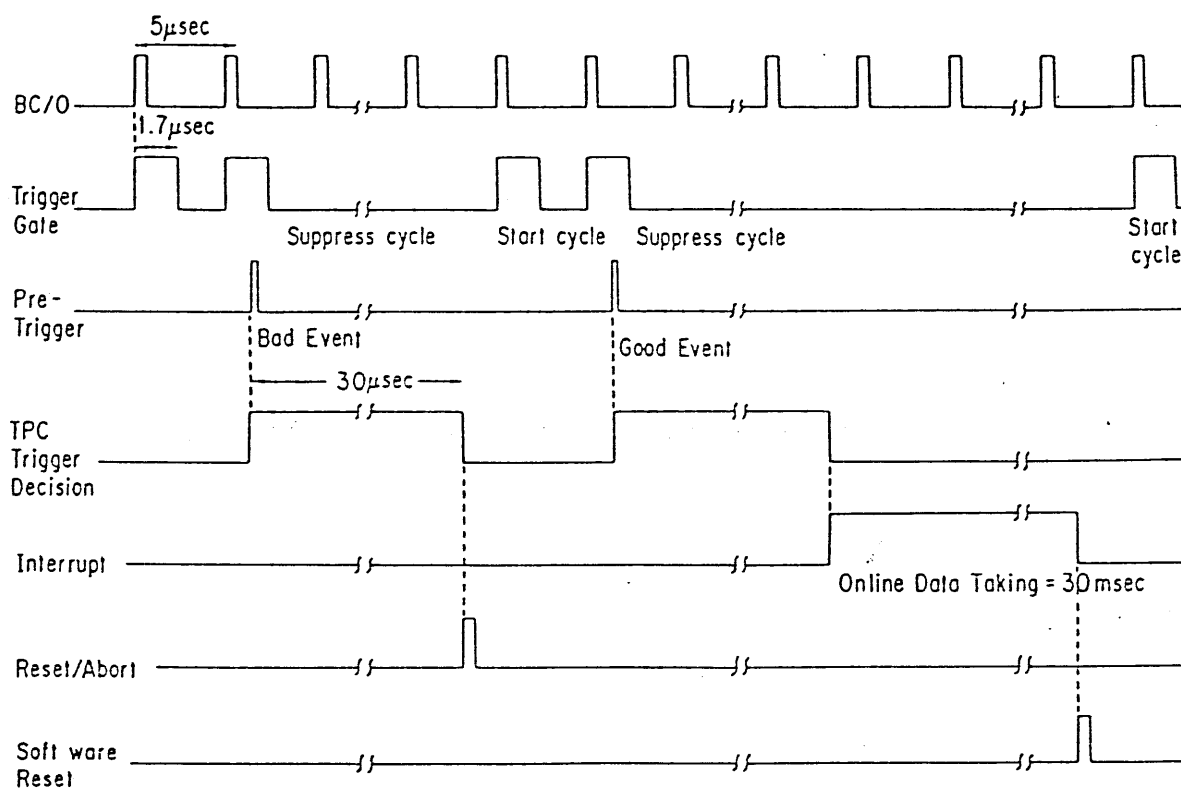 5μsec
BC/O
1.7μsec
Trigger
Gate
Suppress cycle
Start cycle
Suppress cycle
Start
cycle
Pre-
Trigger
Bad Event
Good Event
30μsec
TPC
Trigger
Decision
Interrupt
Online Data Taking = 30msec
Reset/Abort
Soft ware
Reset